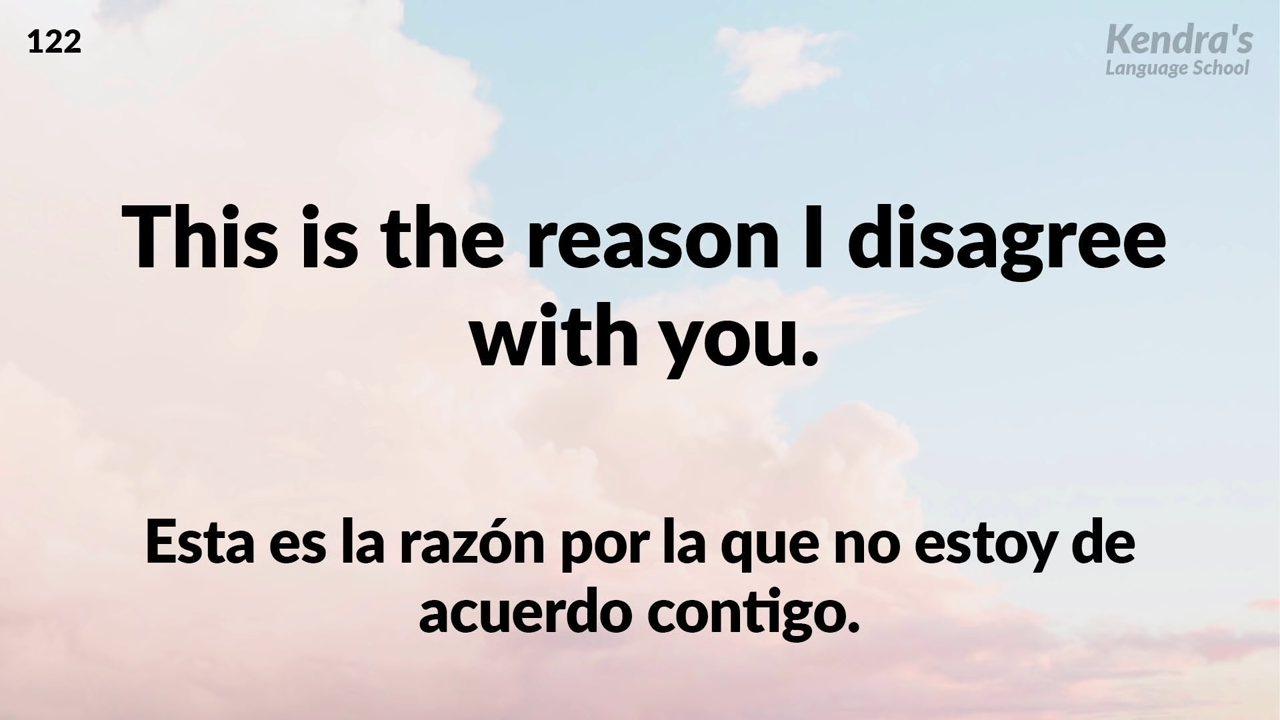 122
Kendra's
Language School
This is the reason I disagree
with you.
Esta es la razón por la que no estoy de
acuerdo contigo.